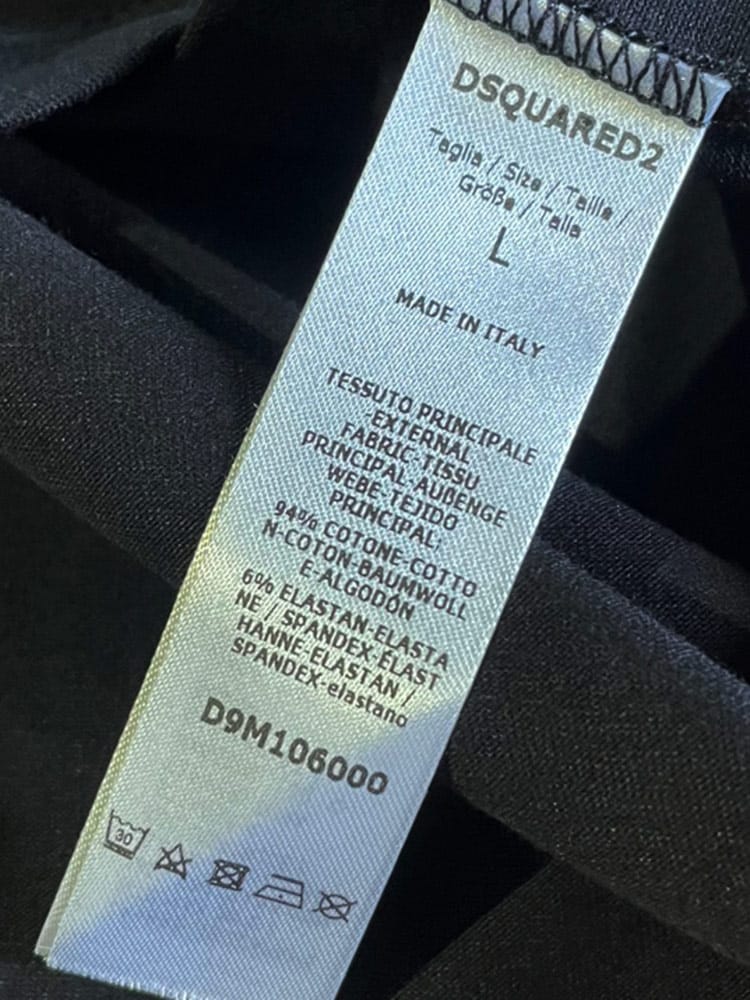 DSQUARED2
Taglia / Size / Taille /
Größe / Talla
L
MADE IN ITALY
TESSUTO PRINCIPALE
-EXTERNAL
FABRIC-TISSU
PRINCIPAL-AUßENGE
WEBE-TEJIDO
PRINCIPAL:
94% COTONE-COTTO
N-COTON-BAUMWOLL
E-ALGODÓN
6% ELASTAN-ELASTA
NE / SPANDEX-ÉLAST
HANNE-ELASTAN /
SPANDEX-elastano
D9M106000
30